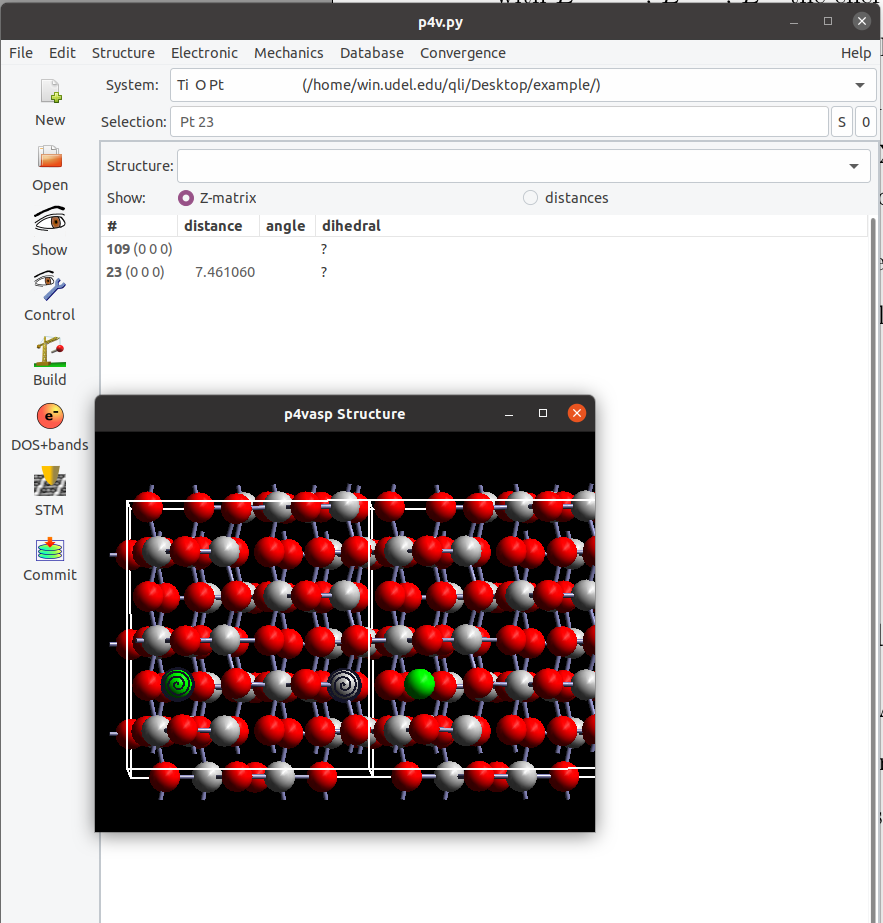 p4v.py
File Edit Structure Electronic Mechanics Database Convergence Help
System: Ti O Pt (/home/win.udel.edu/qli/Desktop/example/)
Selection: Pt 23 S 0
New
Open
Show
Control
Build
e-
DOS+bands
STM
Commit
Structure:
Show: Z-matrix distances
# distance angle dihedral
109 (0 0 0) ?
23 (0 0 0) 7.461060 ?
p4vasp Structure